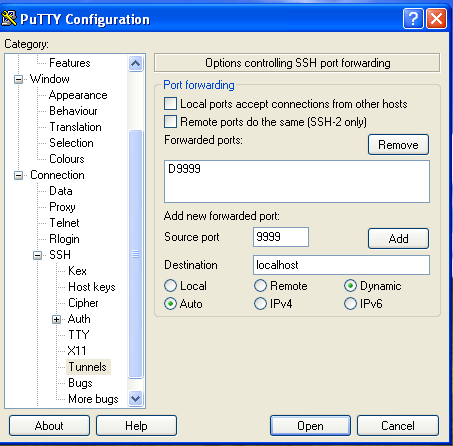 PuTTY Configuration
Category:
Features
Window
Appearance
Behaviour
Translation
Selection
Colours
Connection
Data
Proxy
Telnet
Rlogin
SSH
Kex
Host keys
Cipher
Auth
TTY
X11
Tunnels
Bugs
More bugs
Options controlling SSH port forwarding
Port forwarding
Local ports accept connections from other hosts
Remote ports do the same (SSH-2 only)
Forwarded ports:
Remove
D9999
Add new forwarded port:
Source port 9999 Add
Destination localhost
Local Remote Dynamic
Auto IPv4 IPv6
About Help Open Cancel